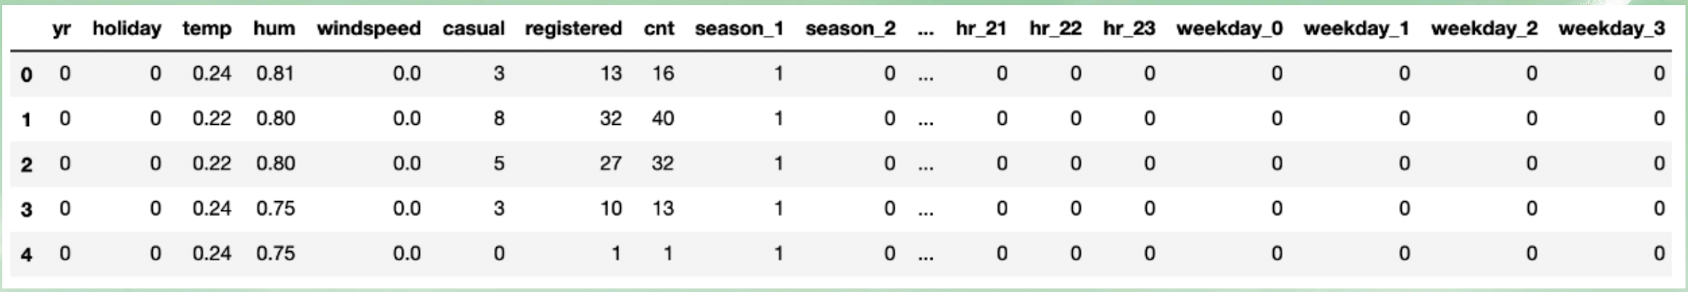 yr holiday temp hum windspeed casual registered cnt season_1 season_2 ... hr_21 hr_22 hr_23 weekday_0 weekday_1 weekday_2 weekday_3
0 0 0 0.24 0.81 0.0 3 13 16 1 0 ... 0 0 0 0 0 0 0
1 0 0 0.22 0.80 0.0 8 32 40 1 0 ... 0 0 0 0 0 0 0
2 0 0 0.22 0.80 0.0 5 27 32 1 0 ... 0 0 0 0 0 0 0
3 0 0 0.24 0.75 0.0 3 10 13 1 0 ... 0 0 0 0 0 0 0
4 0 0 0.24 0.75 0.0 0 1 1 1 0 ... 0 0 0 0 0 0 0